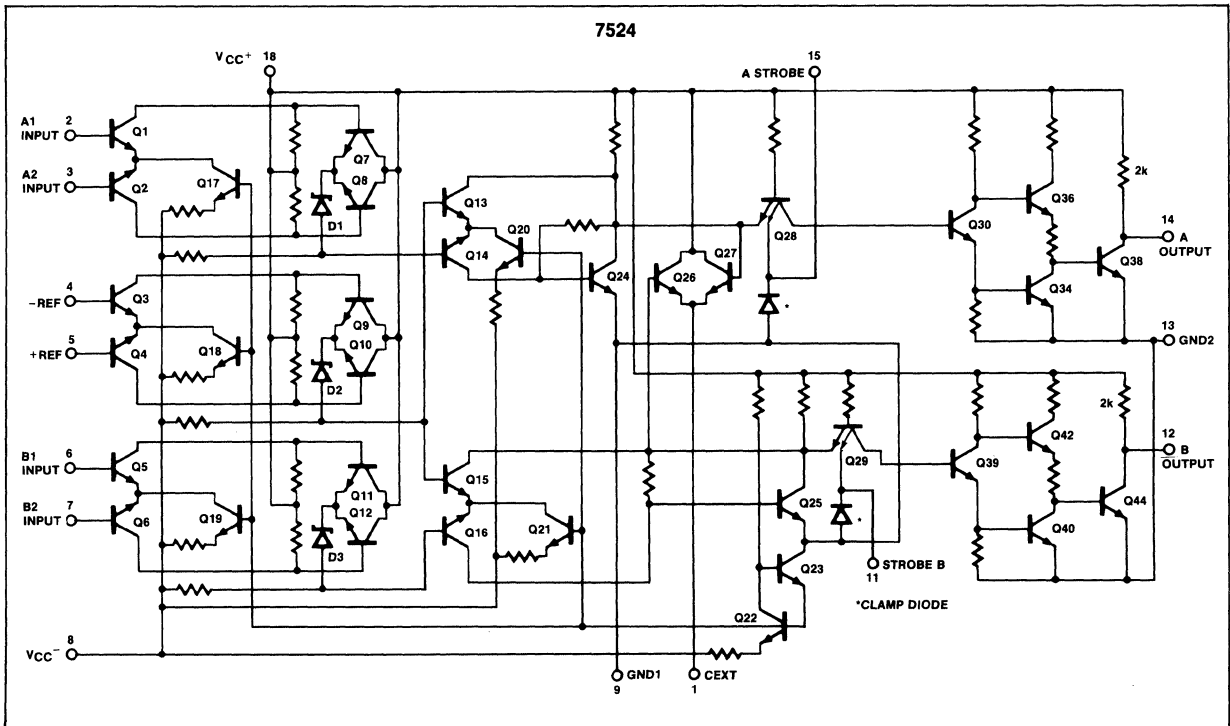 7524
VCC+ 18
15
A STROBE
A1
INPUT
2
Q1
A2
INPUT
3
Q2
Q17
Q7
Q8
D1
Q13
Q20
Q14
Q24
Q26
Q27
Q28
*
Q30
Q36
Q34
2k
Q38
14
A
OUTPUT
13
GND2
-REF
4
Q3
+REF
5
Q4
Q18
Q9
Q10
D2
B1
INPUT
6
Q5
B2
INPUT
7
Q6
Q19
Q11
Q12
D3
Q15
Q16
Q21
Q25
Q29
*
Q23
Q22
11
STROBE B
*CLAMP DIODE
Q39
Q42
Q40
2k
Q44
12
B
OUTPUT
VCC- 8
GND1
9
CEXT
1